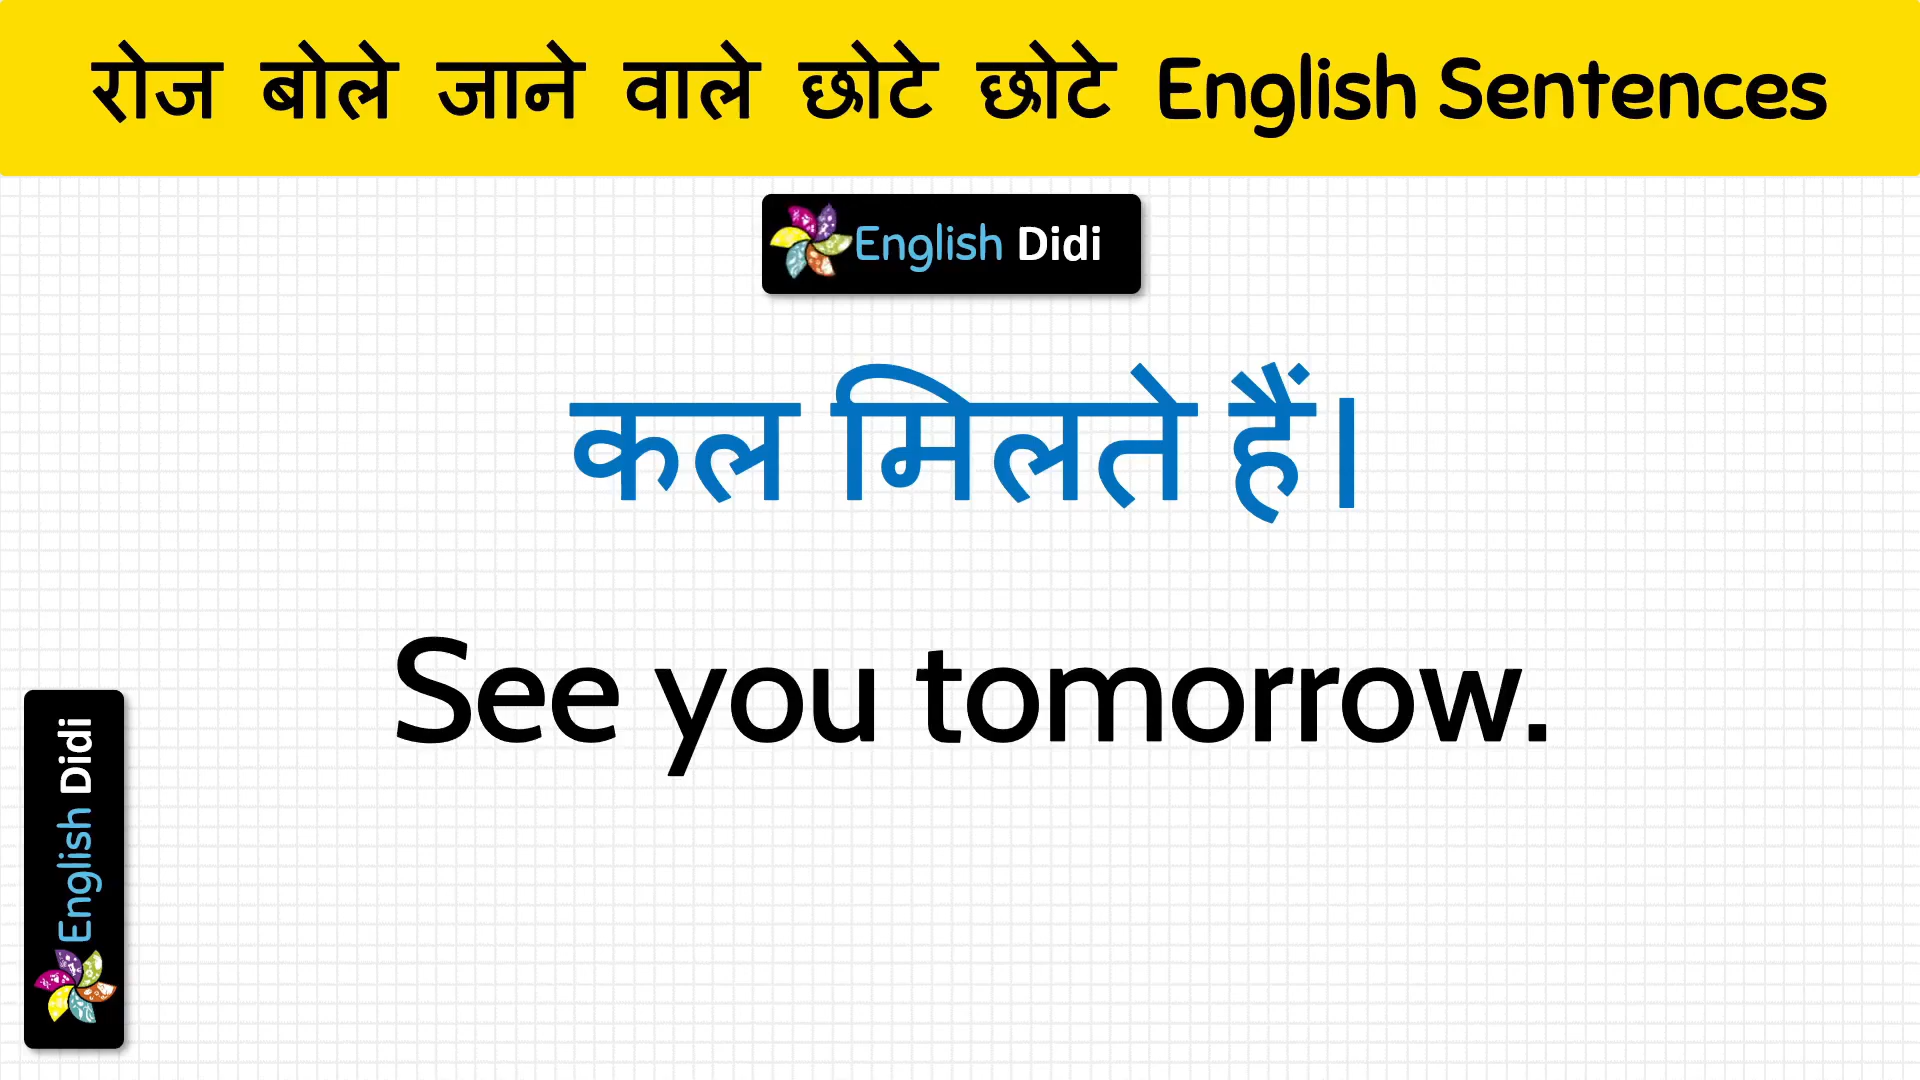 रोज बोले जाने वाले छोटे छोटे English Sentences
English Didi
कल मिलते हैं।
See you tomorrow.
English Didi